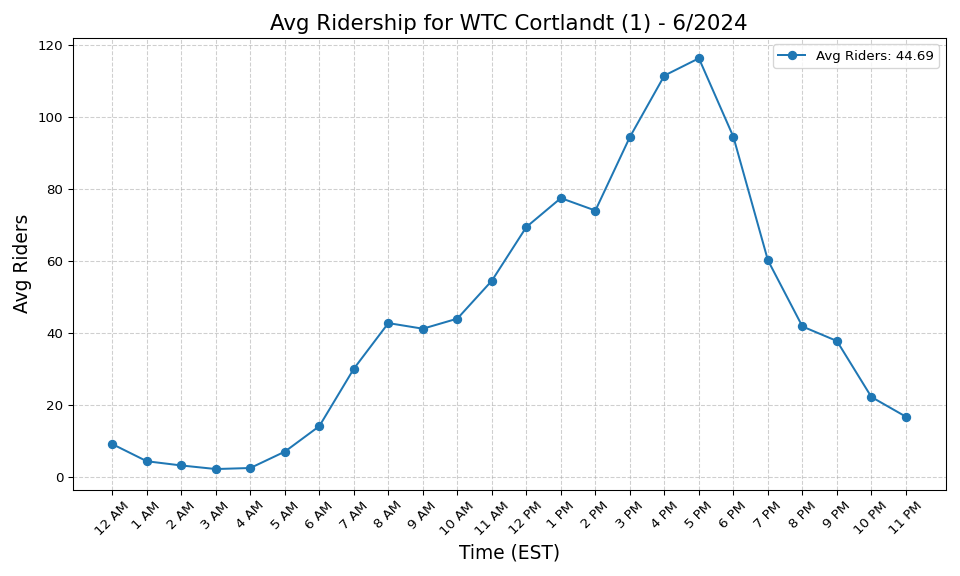 Avg Ridership for WTC Cortlandt (1) - 6/2024
Avg Riders: 44.69
Avg Riders
120
100
80
60
40
20
0
12 AM 1 AM 2 AM 3 AM 4 AM 5 AM 6 AM 7 AM 8 AM 9 AM 10 AM 11 AM 12 PM 1 PM 2 PM 3 PM 4 PM 5 PM 6 PM 7 PM 8 PM 9 PM 10 PM 11 PM
Time (EST)